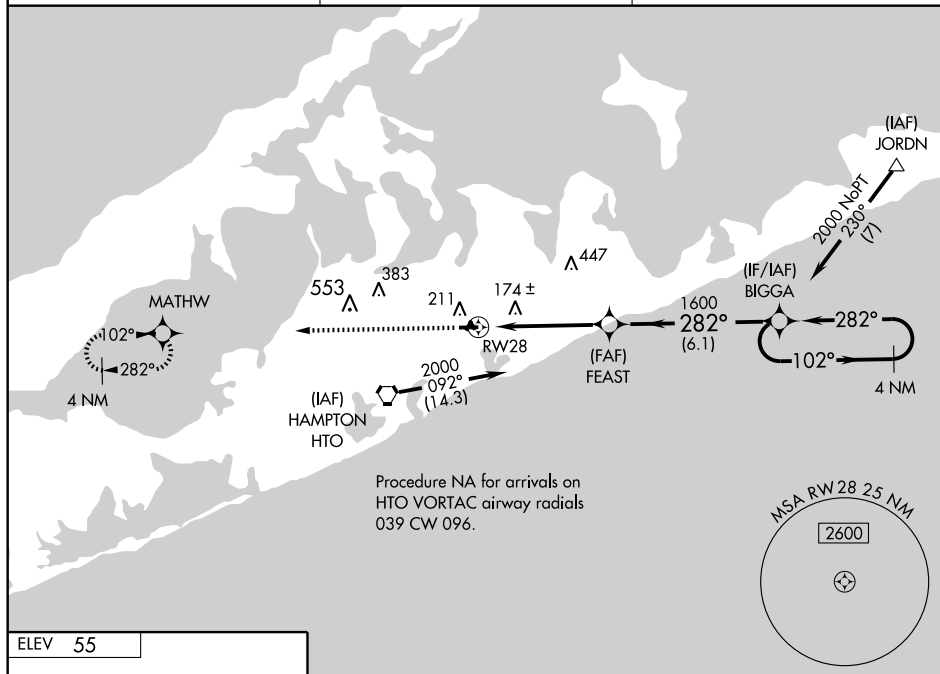 (IAF)
JORDN
2000 NoPT
230°
(7)
447
383
553
211
174 ±
MATHW
102°
282°
4 NM
RW28
(IF/IAF)
BIGGA
1600
282°
(6.1)
282°
102°
4 NM
(FAF)
FEAST
2000
092°
(14.3)
(IAF)
HAMPTON
HTO
Procedure NA for arrivals on
HTO VORTAC airway radials
039 CW 096.
MSA RW 28 25 NM
2600
ELEV 55